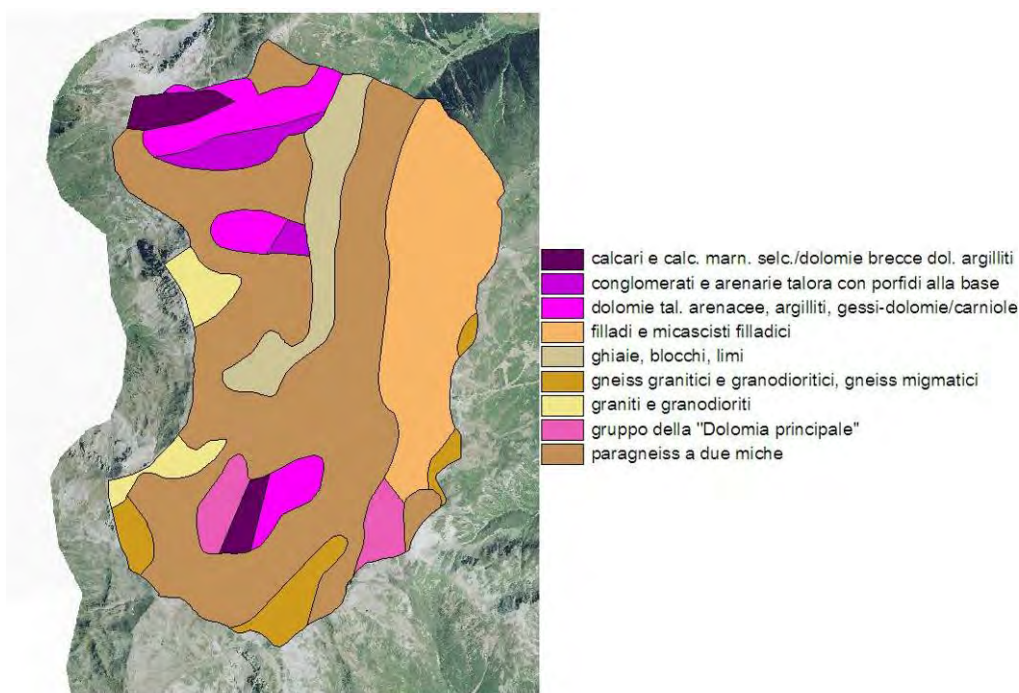 calcari e calc. marn. selc./dolomie brecce dol. argilliti
conglomerati e arenarie talora con porfidi alla base
dolomie tal. arenacee, argilliti, gessi-dolomie/carniole
filladi e micascisti filladici
ghiaie, blocchi, limi
gneiss granitici e granodioritici, gneiss migmatici
graniti e granodioriti
gruppo della "Dolomia principale"
paragneiss a due miche